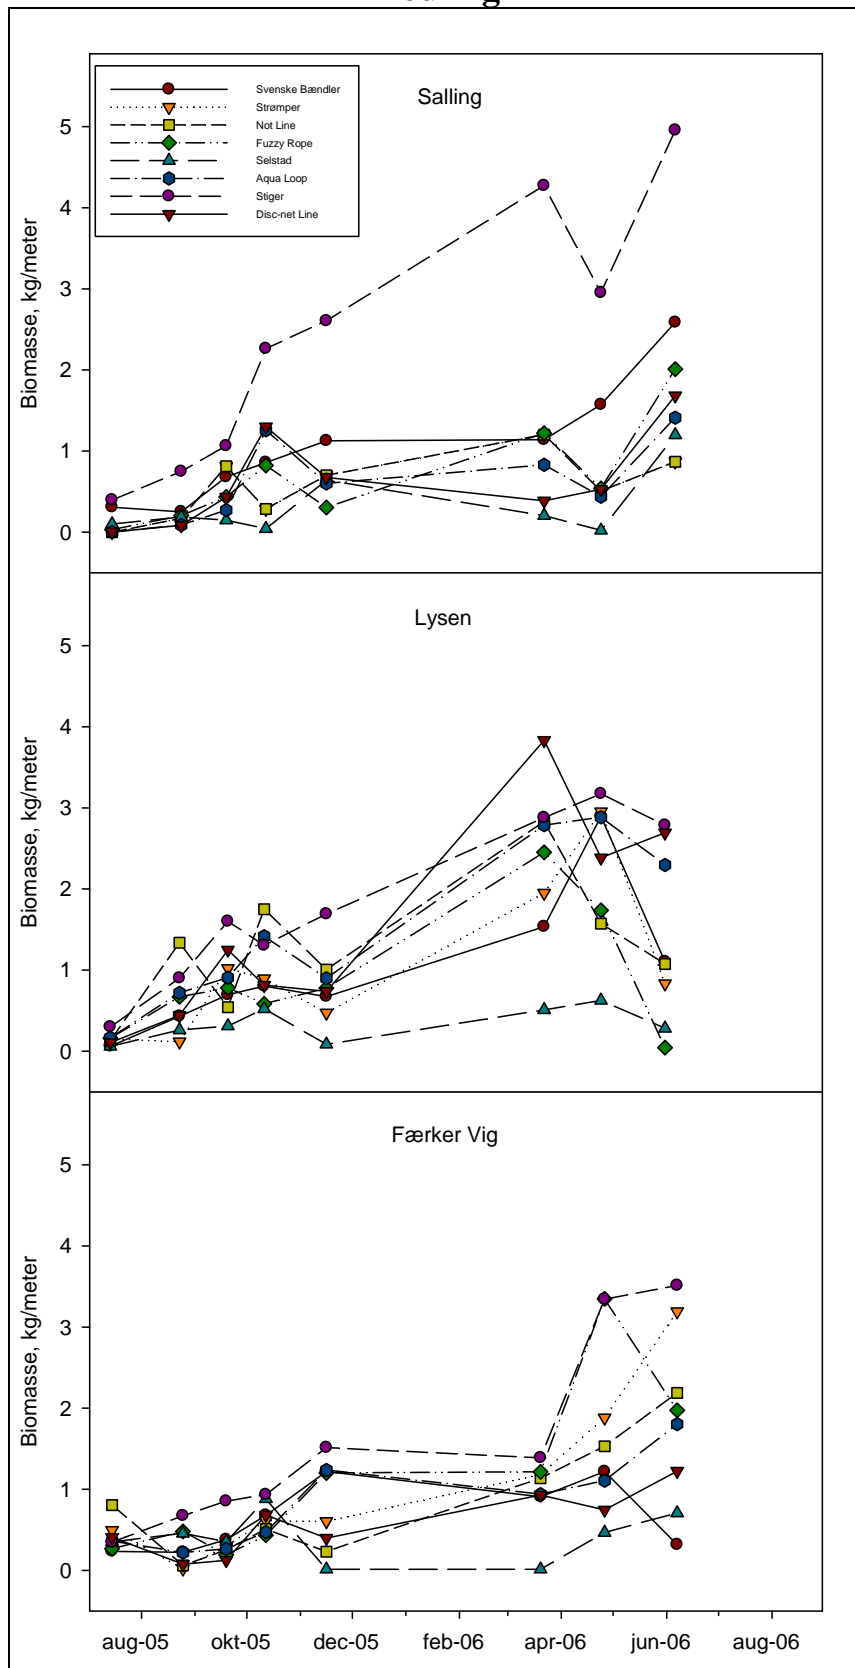 Svenske Bændler
Strømper
Not Line
Fuzzy Rope
Selstad
Aqua Loop
Stiger
Disc-net Line
Salling
Biomasse, kg/meter
5
4
3
2
1
0
Lysen
Biomasse, kg/meter
5
4
3
2
1
0
Færker Vig
Biomasse, kg/meter
5
4
3
2
1
0
aug-05 okt-05 dec-05 feb-06 apr-06 jun-06 aug-06